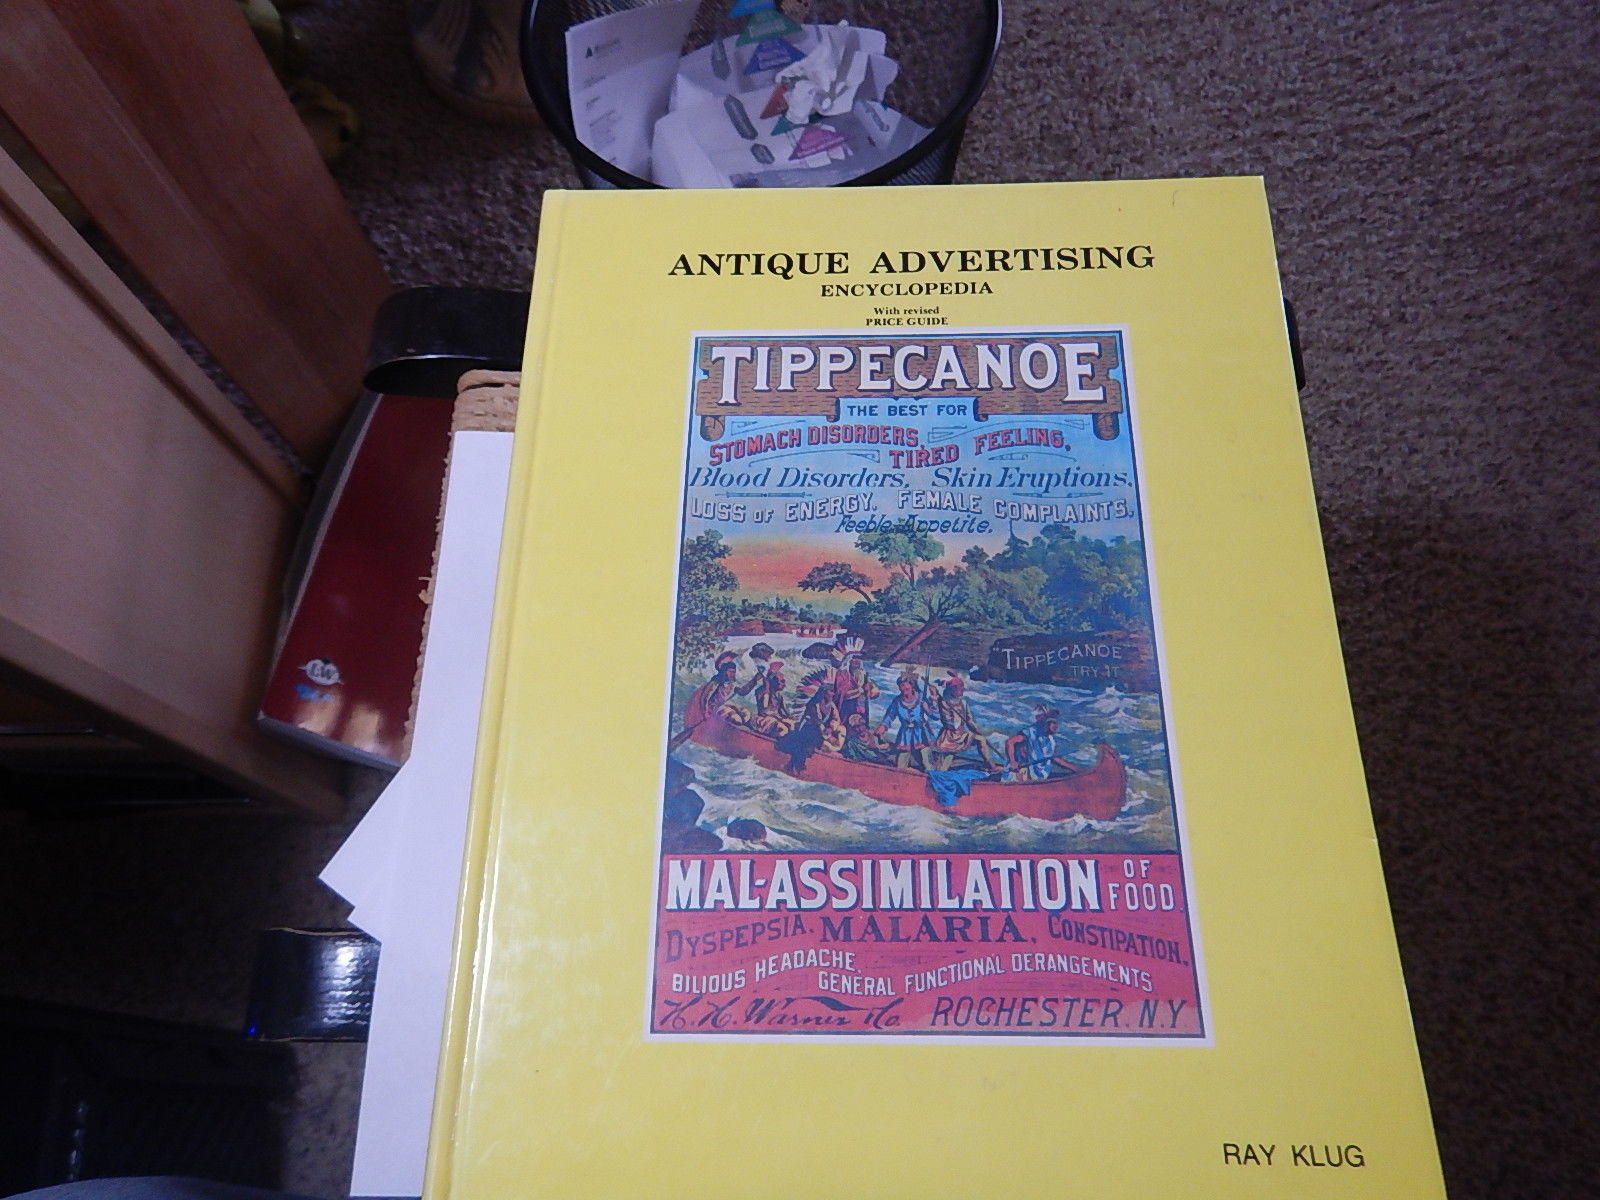 ANTIQUE ADVERTISING
ENCYCLOPEDIA
With revised
PRICE GUIDE
TIPPECANOE
THE BEST FOR
STOMACH DISORDERS,
TIRED FEELING,
Blood Disorders, Skin Eruptions,
LOSS OF ENERGY, FEMALE COMPLAINTS,
Feeble Appetite.
"TIPPECANOE"
TRY IT
MAL-ASSIMILATION OF FOOD,
DYSPEPSIA, MALARIA, CONSTIPATION,
BILIOUS HEADACHE,
GENERAL FUNCTIONAL DERANGEMENTS
H. H. Warner & Co. ROCHESTER, N.Y
RAY KLUG